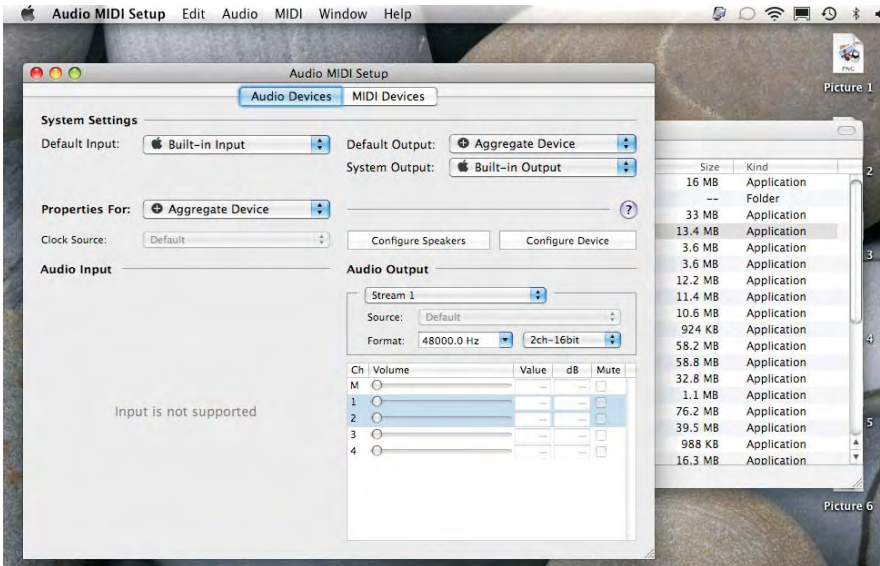 Audio MIDI Setup Edit Audio MIDI Window Help
PNG
Picture 1
Audio MIDI Setup
Audio Devices MIDI Devices
System Settings
Default Input: Built-in Input
Default Output: Aggregate Device
System Output: Built-in Output
Properties For: Aggregate Device ?
Clock Source: Default
Configure Speakers Configure Device
Audio Input
Audio Output
Stream 1
Source: Default
Format: 48000.0 Hz 2ch-16bit
Ch Volume Value dB Mute
M
1
2
3
4
Input is not supported
Size Kind
16 MB Application
-- Folder
33 MB Application
13.4 MB Application
3.6 MB Application
3.6 MB Application
12.2 MB Application
11.4 MB Application
10.6 MB Application
924 KB Application
58.2 MB Application
58.8 MB Application
32.8 MB Application
1.1 MB Application
76.2 MB Application
39.5 MB Application
988 KB Application
16.3 MB Application
2
3
4
5
Picture 6